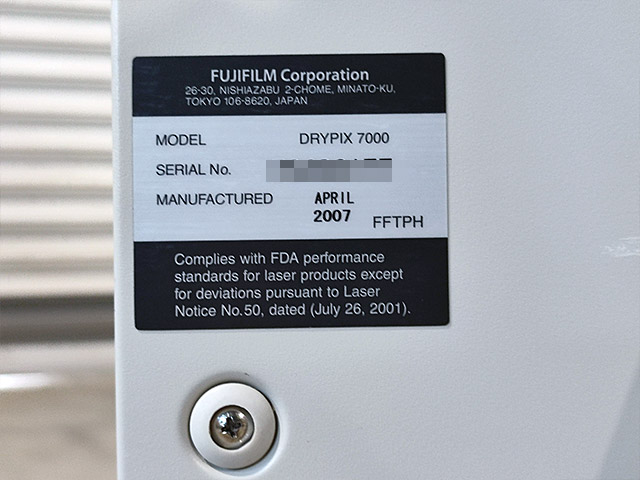 FUJIFILM Corporation
26-30, NISHIAZABU 2-CHOME, MINATO-KU,
TOKYO 106-8620, JAPAN
MODEL DRYPIX 7000
SERIAL No.
MANUFACTURED APRIL
2007 FFTPH
Complies with FDA performance
standards for laser products except
for deviations pursuant to Laser
Notice No.50, dated (July 26, 2001).